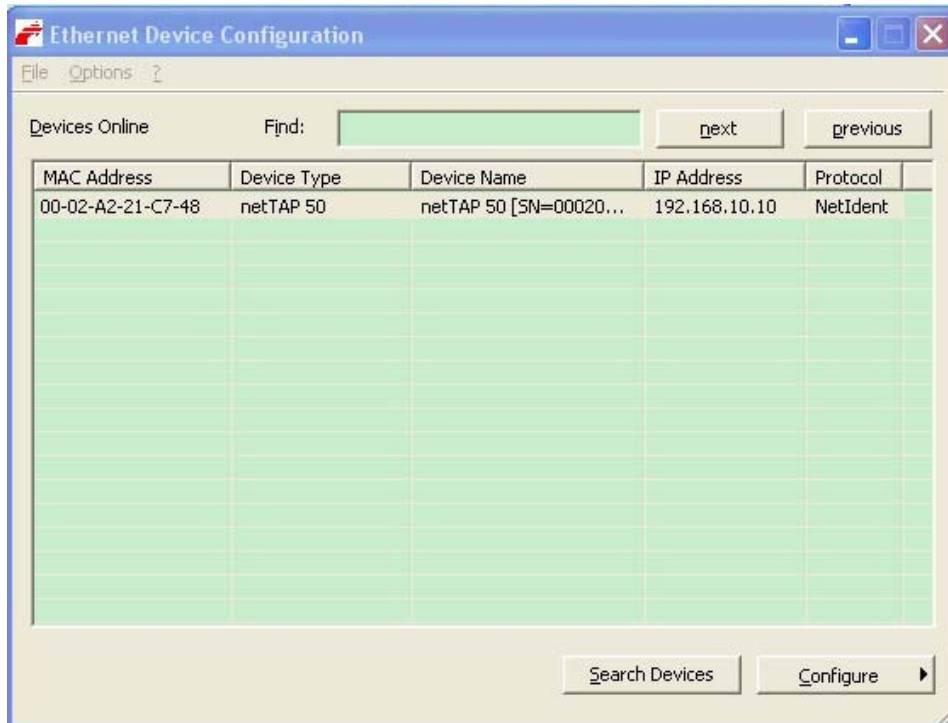 Ethernet Device Configuration
File Options ?
Devices Online Find: next previous
MAC Address Device Type Device Name IP Address Protocol
00-02-A2-21-C7-48 netTAP 50 netTAP 50 [SN=00020... 192.168.10.10 NetIdent
Search Devices Configure